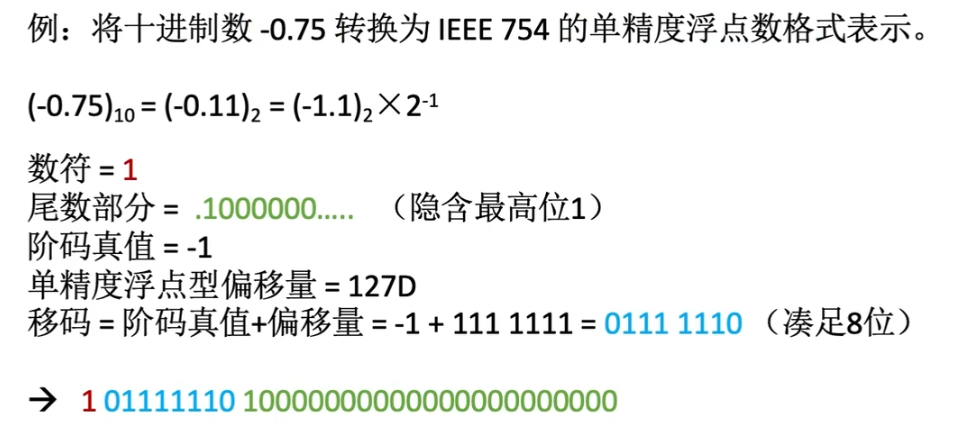 例：将十进制数 -0.75 转换为 IEEE 754 的单精度浮点数格式表示。
(-0.75)₁₀ = (-0.11)₂ = (-1.1)₂×2⁻¹
数符 = 1
尾数部分 = .1000000..... （隐含最高位1）
阶码真值 = -1
单精度浮点型偏移量 = 127D
移码 = 阶码真值+偏移量 = -1 + 111 1111 = 0111 1110 （凑足8位）
→ 1 01111110 10000000000000000000000